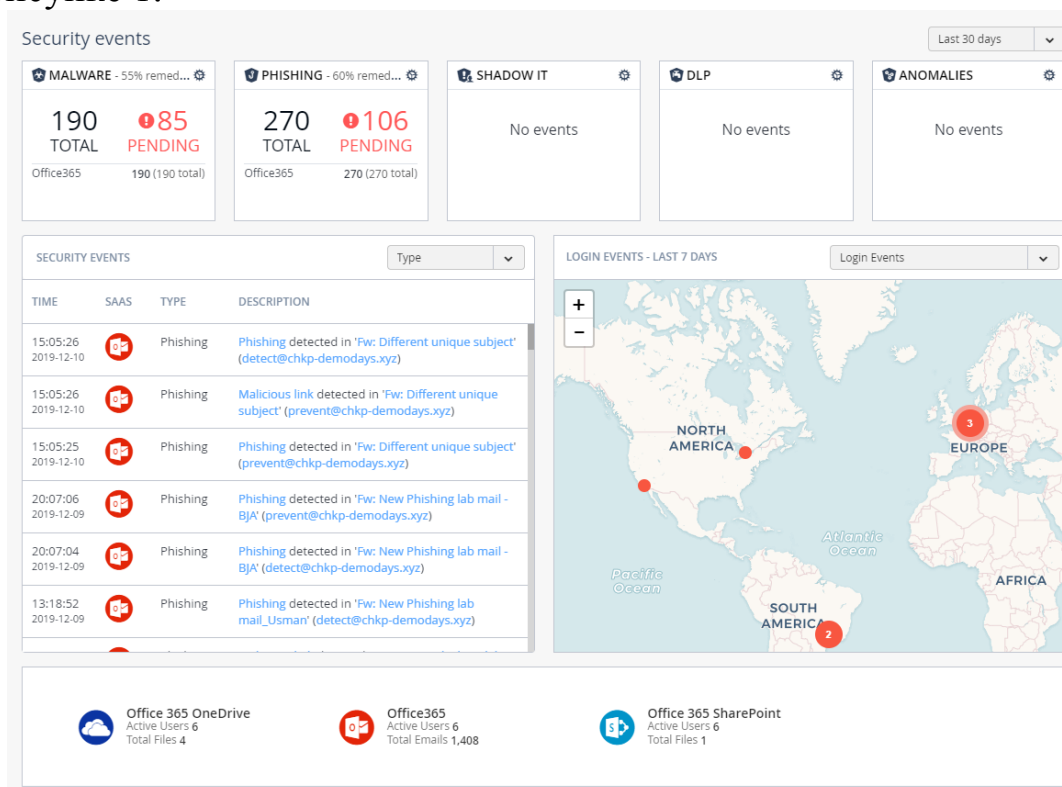 Security events
Last 30 days
MALWARE - 55% remed...
190
TOTAL
85
PENDING
Office365 190 (190 total)
PHISHING - 60% remed...
270
TOTAL
106
PENDING
Office365 270 (270 total)
SHADOW IT
No events
DLP
No events
ANOMALIES
No events
SECURITY EVENTS
Type
TIME SAAS TYPE DESCRIPTION
15:05:26
2019-12-10
Phishing
Phishing detected in 'Fw: Different unique subject'
(detect@chkp-demodays.xyz)
15:05:26
2019-12-10
Phishing
Malicious link detected in 'Fw: Different unique
subject' (prevent@chkp-demodays.xyz)
15:05:25
2019-12-10
Phishing
Phishing detected in 'Fw: Different unique subject'
(prevent@chkp-demodays.xyz)
20:07:06
2019-12-09
Phishing
Phishing detected in 'Fw: New Phishing lab mail -
BJA' (prevent@chkp-demodays.xyz)
20:07:04
2019-12-09
Phishing
Phishing detected in 'Fw: New Phishing lab mail -
BJA' (detect@chkp-demodays.xyz)
13:18:52
2019-12-09
Phishing
Phishing detected in 'Fw: New Phishing lab
mail_Usman' (detect@chkp-demodays.xyz)
LOGIN EVENTS - LAST 7 DAYS
Login Events
+
−
NORTH
AMERICA
3
EUROPE
Atlantic
Ocean
Pacific
Ocean
AFRICA
SOUTH
AMERICA
2
Office 365 OneDrive
Active Users 6
Total Files 4
Office365
Active Users 6
Total Emails 1,408
Office 365 SharePoint
Active Users 6
Total Files 1